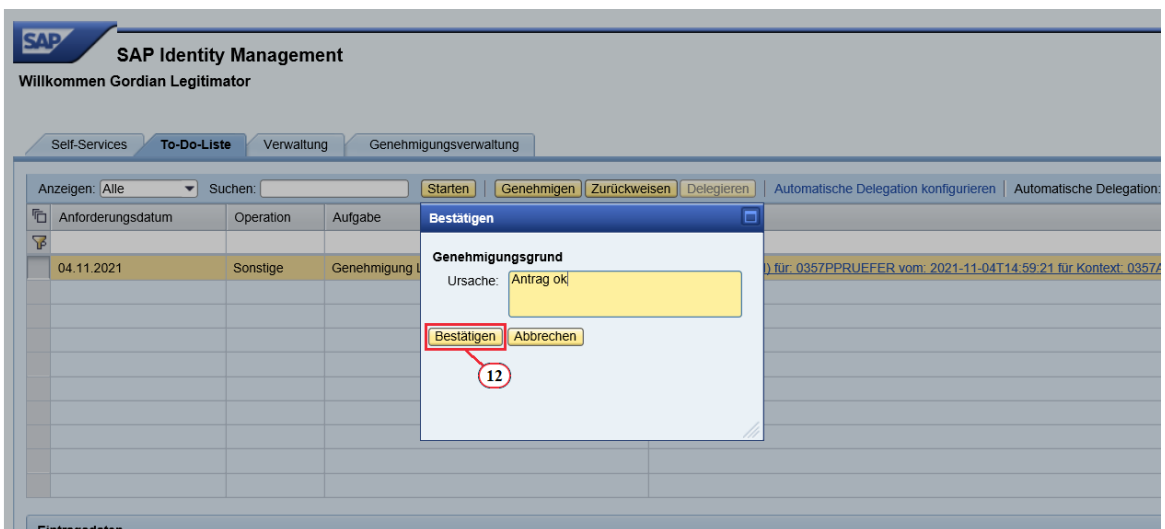 SAP
SAP Identity Management
Willkommen Gordian Legitimator
Self-Services To-Do-Liste Verwaltung Genehmigungsverwaltung
Anzeigen: Alle Suchen: Starten Genehmigen Zurückweisen Delegieren Automatische Delegation konfigurieren Automatische Delegation:
Anforderungsdatum Operation Aufgabe
04.11.2021 Sonstige Genehmigung für: 0357PPRUEFER vom: 2021-11-04T14:59:21 für Kontext: 0357A
Bestätigen
Genehmigungsgrund
Ursache: Antrag ok
Bestätigen Abbrechen
12